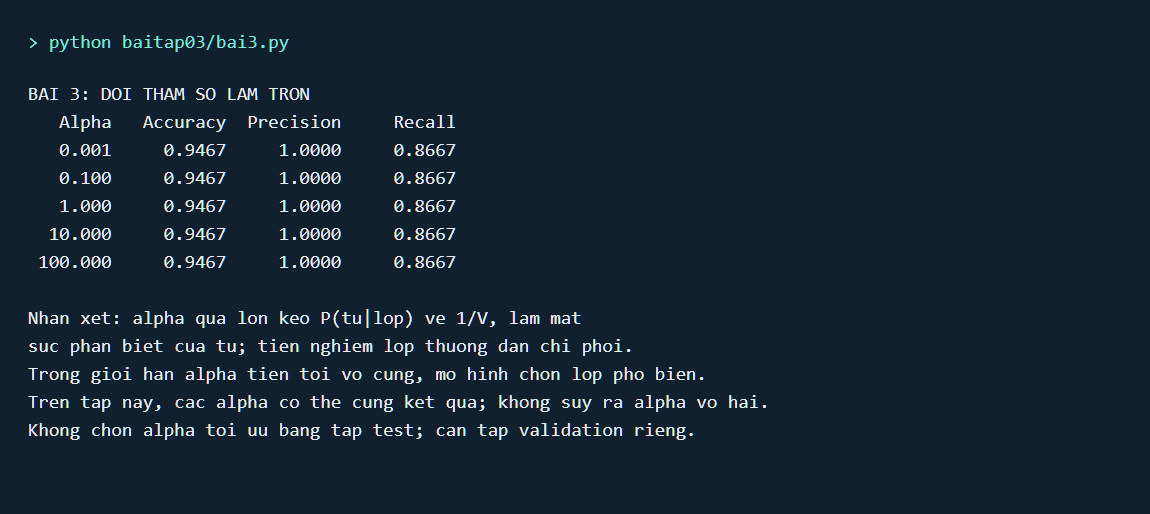 > python baitap03/bai3.py
BAI 3: DOI THAM SO LAM TRON
Alpha Accuracy Precision Recall
0.001 0.9467 1.0000 0.8667
0.100 0.9467 1.0000 0.8667
1.000 0.9467 1.0000 0.8667
10.000 0.9467 1.0000 0.8667
100.000 0.9467 1.0000 0.8667
Nhan xet: alpha qua lon keo P(tu|lop) ve 1/V, lam mat
suc phan biet cua tu; tien nghiem lop thuong dan chi phoi.
Trong gioi han alpha tien toi vo cung, mo hinh chon lop pho bien.
Tren tap nay, cac alpha co the cung ket qua; khong suy ra alpha vo hai.
Khong chon alpha toi uu bang tap test; can tap validation rieng.